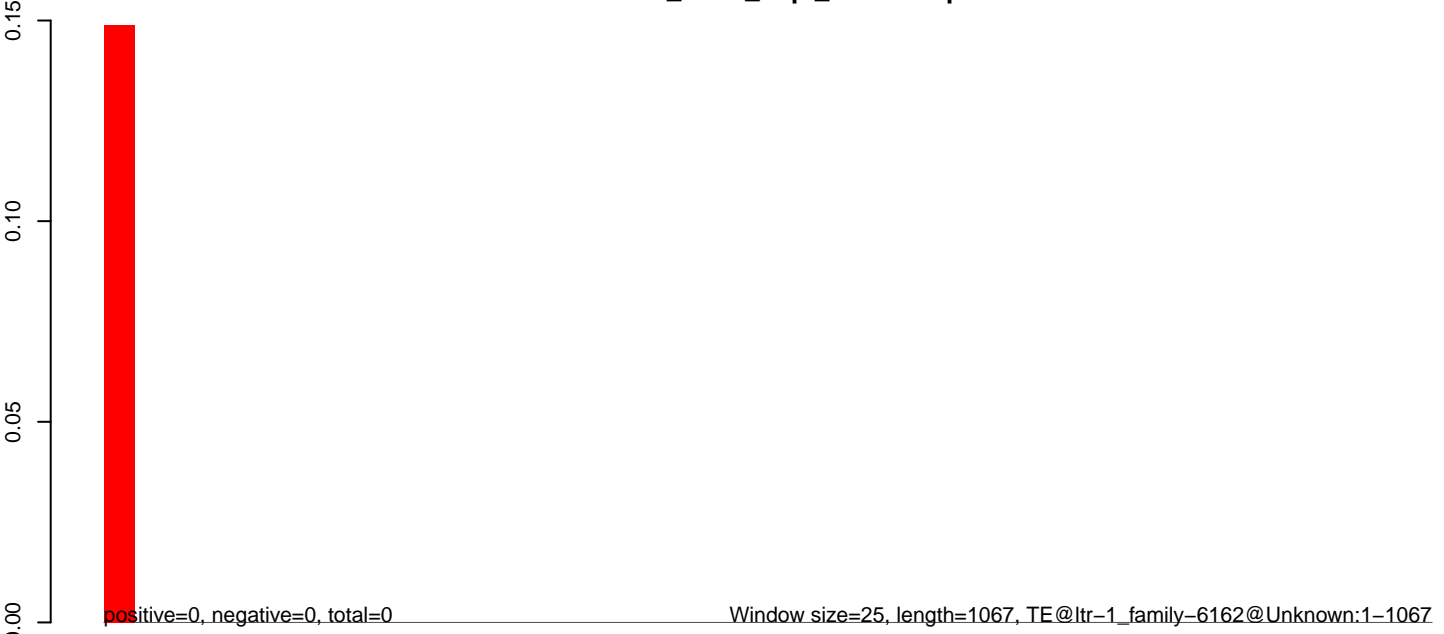 0.15
0.10
0.05
0.00
positive=0, negative=0, total=0
Window size=25, length=1067, TE@ltr−1_family−6162@Unknown:1−1067